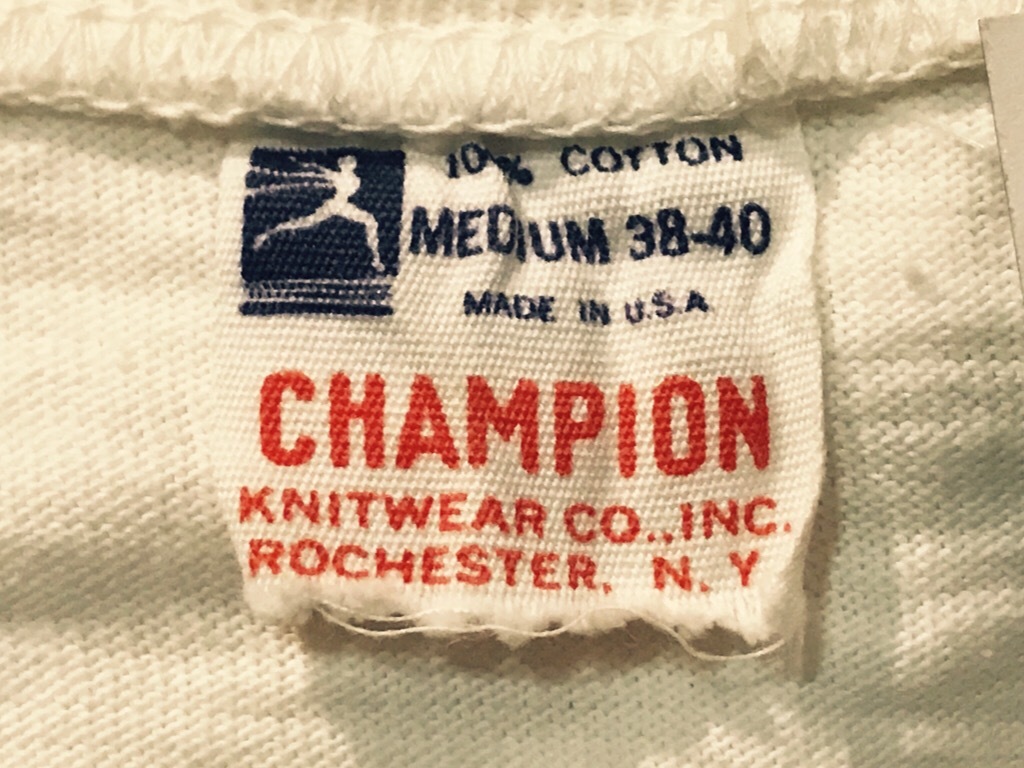 10% COTTON
MEDIUM 38-40
MADE IN U.S.A.
CHAMPION
KNITWEAR CO., INC.
ROCHESTER, N.Y